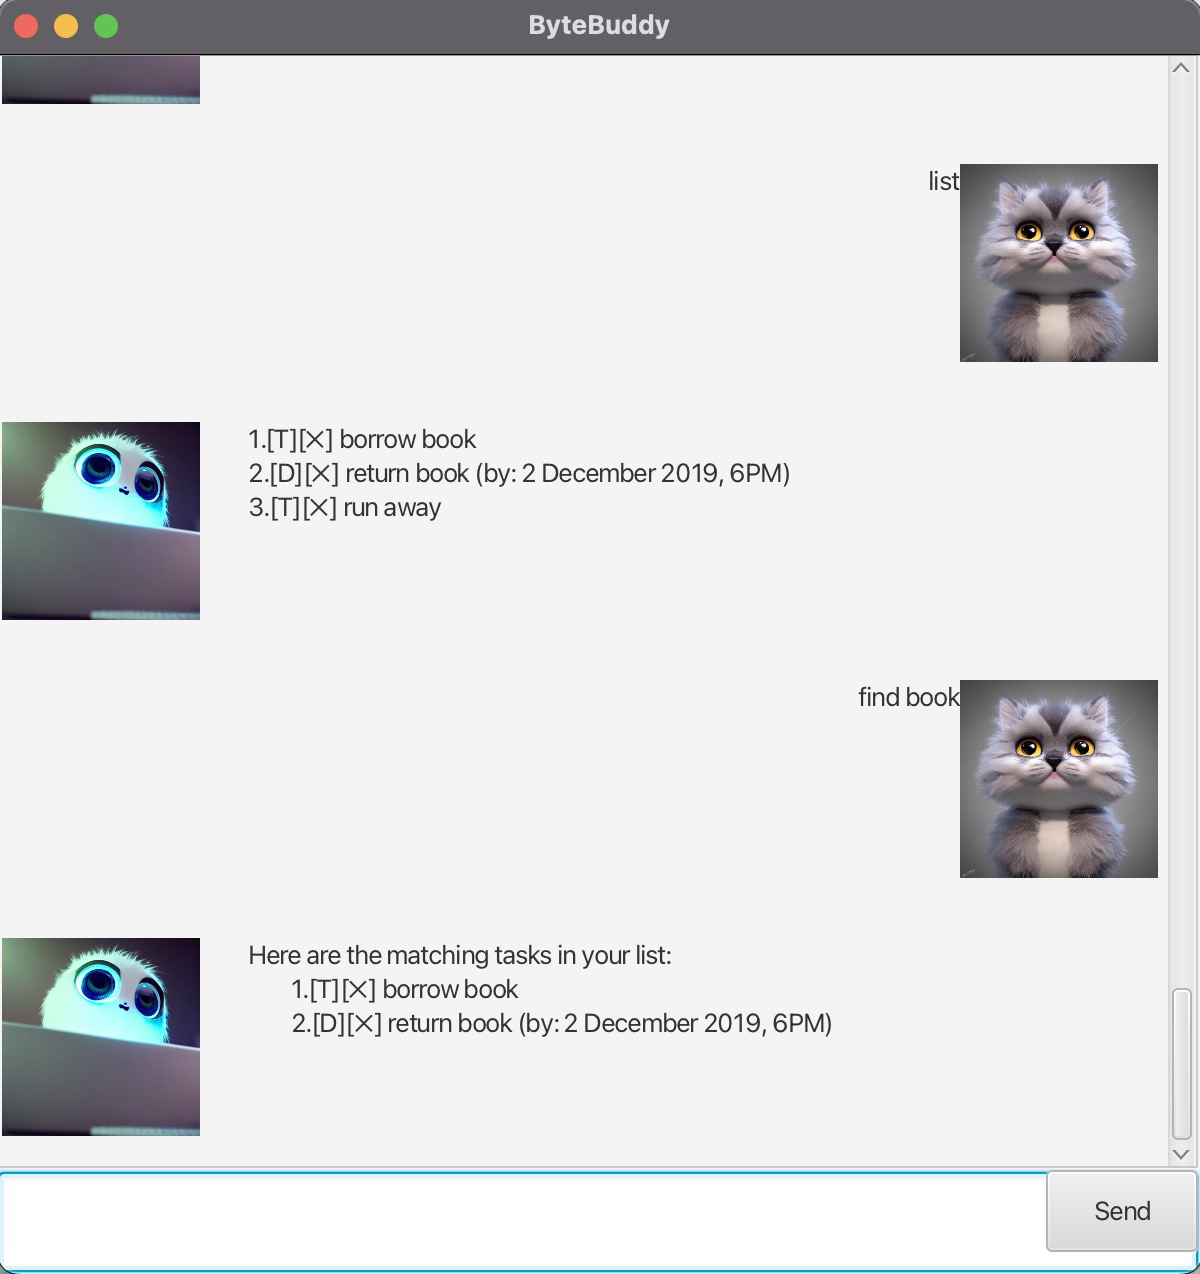 ByteBuddy
list
1.[T][✕] borrow book
2.[D][✕] return book (by: 2 December 2019, 6PM)
3.[T][✕] run away
find book
Here are the matching tasks in your list:
1.[T][✕] borrow book
2.[D][✕] return book (by: 2 December 2019, 6PM)
Send